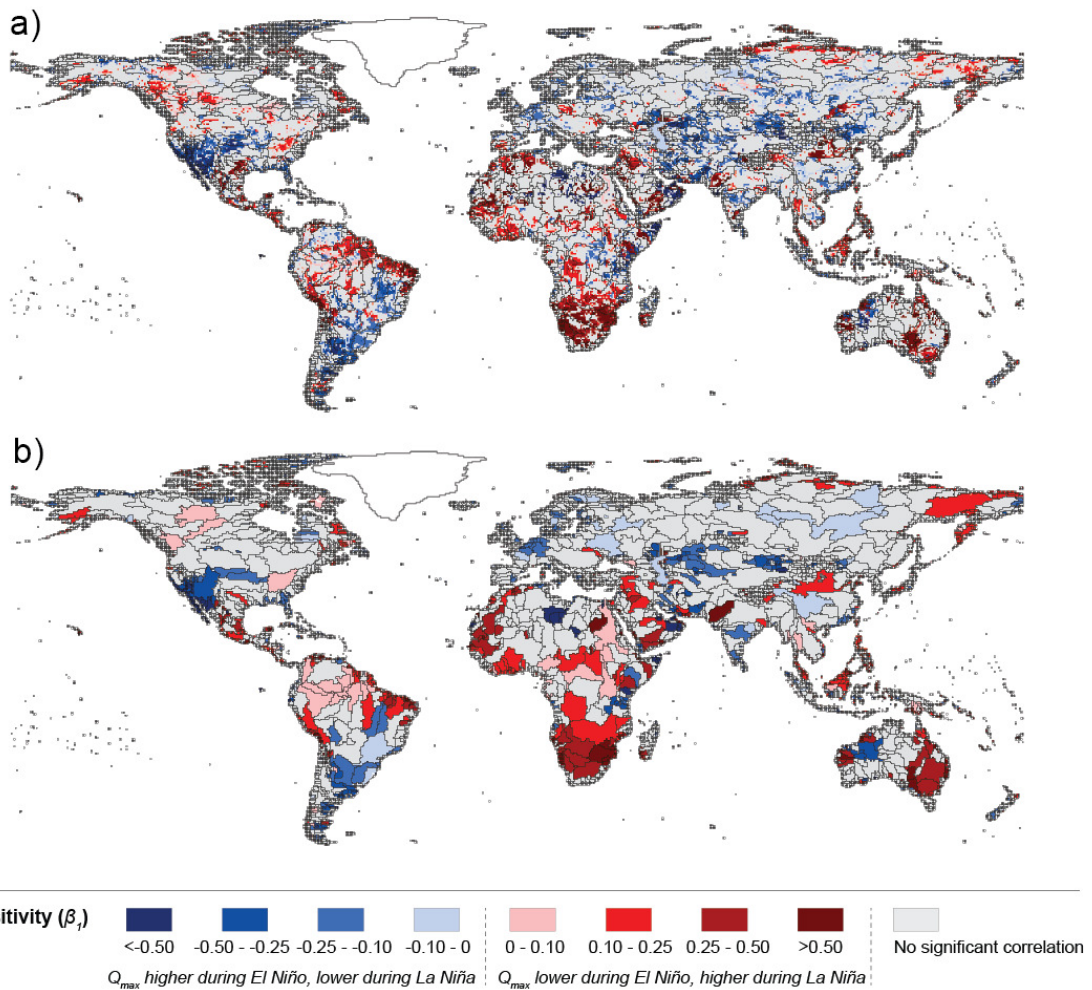 a)
b)
sitivity (β₁)
<-0.50 -0.50 - -0.25 -0.25 - -0.10 -0.10 - 0 0 - 0.10 0.10 - 0.25 0.25 - 0.50 >0.50 No significant correlation
Qmax higher during El Niño, lower during La Niña Qmax lower during El Niño, higher during La Niña